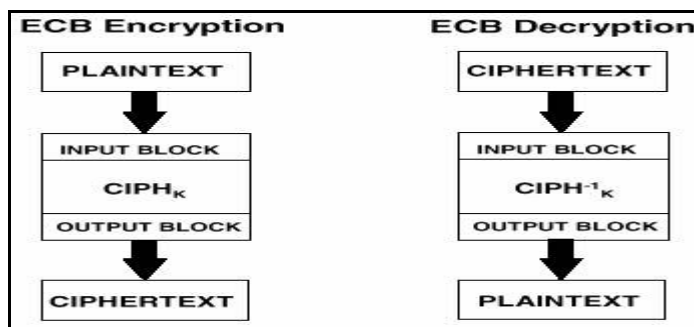 ECB Encryption
PLAINTEXT
INPUT BLOCK
CIPHK
OUTPUT BLOCK
CIPHERTEXT
ECB Decryption
CIPHERTEXT
INPUT BLOCK
CIPH-1K
OUTPUT BLOCK
PLAINTEXT